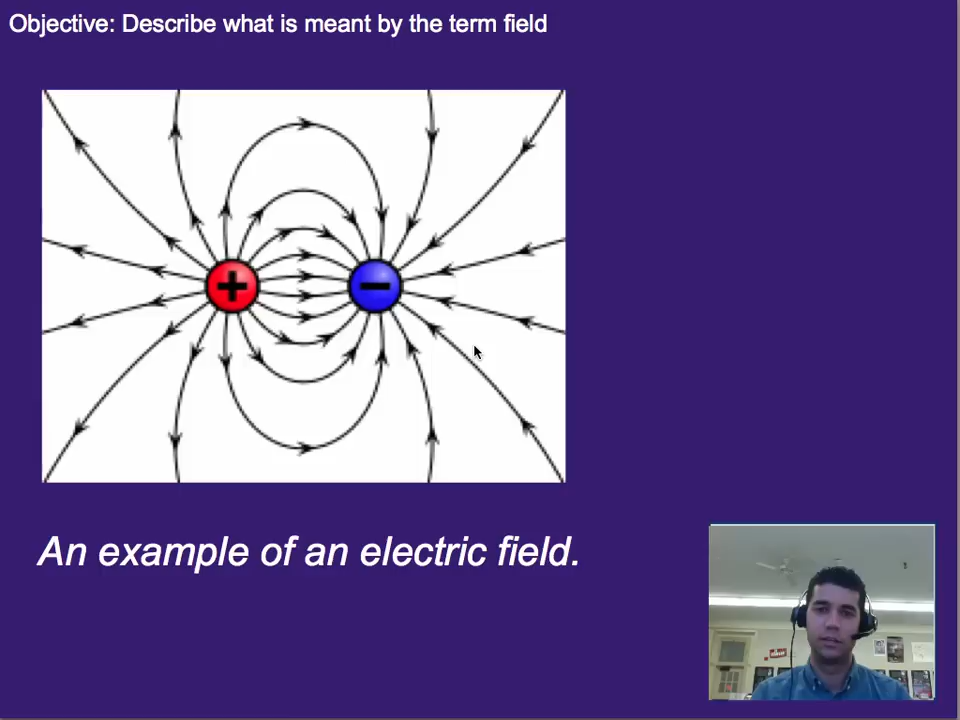 Objective: Describe what is meant by the term field
+
−
An example of an electric field.